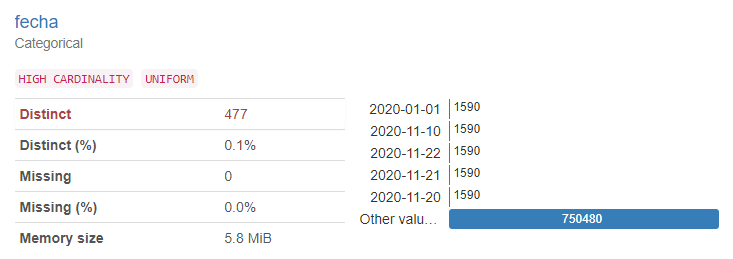 fecha
Categorical
HIGH CARDINALITY UNIFORM
Distinct 477
Distinct (%) 0.1%
Missing 0
Missing (%) 0.0%
Memory size 5.8 MiB
2020-01-01 1590
2020-11-10 1590
2020-11-22 1590
2020-11-21 1590
2020-11-20 1590
Other valu… 750480